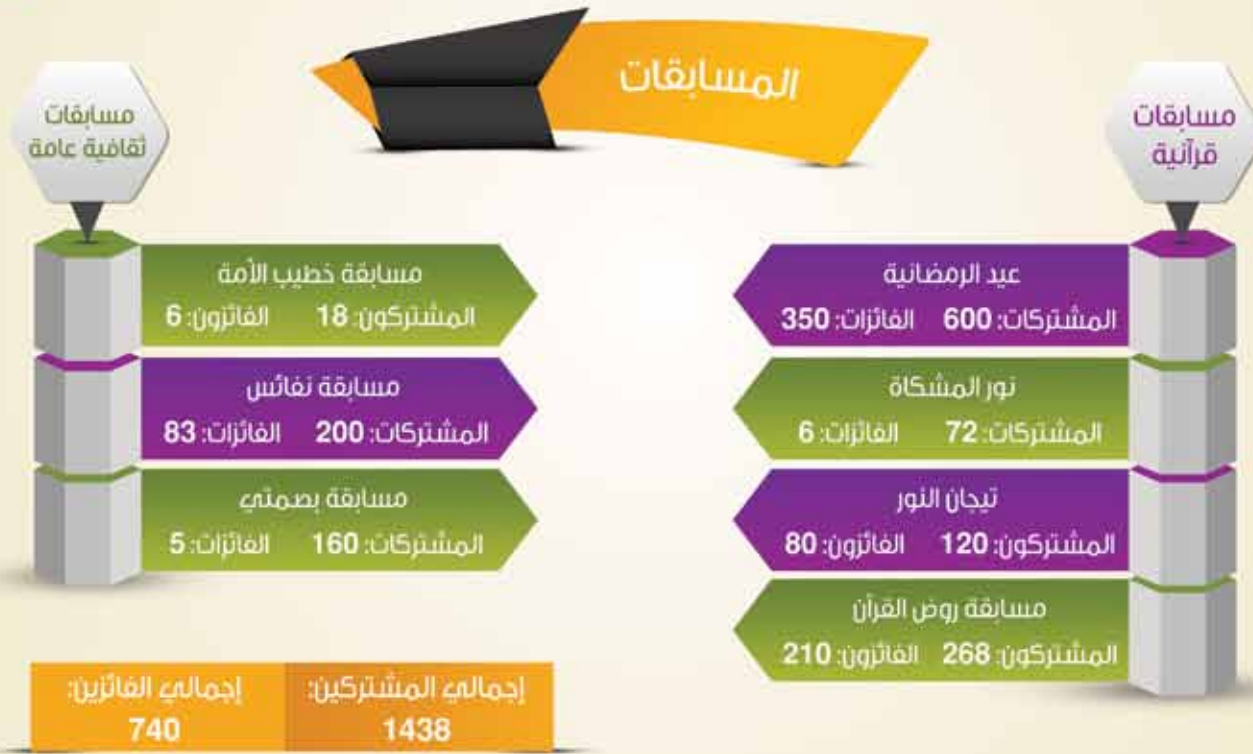 المسابقات
مسابقات
قرآنية
عيد الرمضانية
المشتركات: 600 الفائزات: 350
نور المشكاة
المشتركات: 72 الفائزات: 6
تيجان النور
المشتركون: 120 الفائزون: 80
مسابقة روض القرآن
المشتركون: 268 الفائزون: 210
مسابقات
ثقافية عامة
مسابقة خطيب الأمة
المشتركون: 18 الفائزون: 6
مسابقة نفائس
المشتركات: 200 الفائزات: 83
مسابقة بصمتي
المشتركات: 160 الفائزات: 5
إجمالي المشتركين:
1438
إجمالي الفائزين:
740